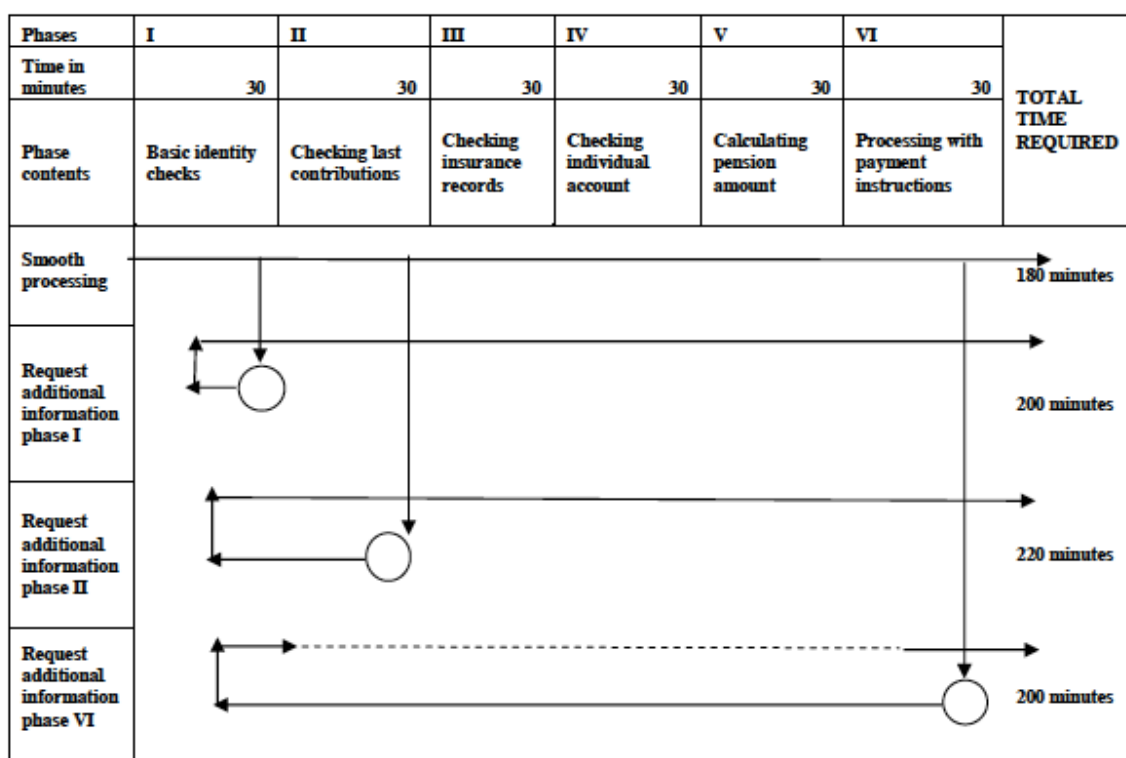 Phases I II III IV V VI
Time in
minutes 30 30 30 30 30 30
TOTAL
TIME
REQUIRED
Phase
contents
Basic identity
checks
Checking last
contributions
Checking
insurance
records
Checking
individual
account
Calculating
pension
amount
Processing with
payment
instructions
Smooth
processing
180 minutes
Request
additional
information
phase I
200 minutes
Request
additional
information
phase II
220 minutes
Request
additional
information
phase VI
200 minutes